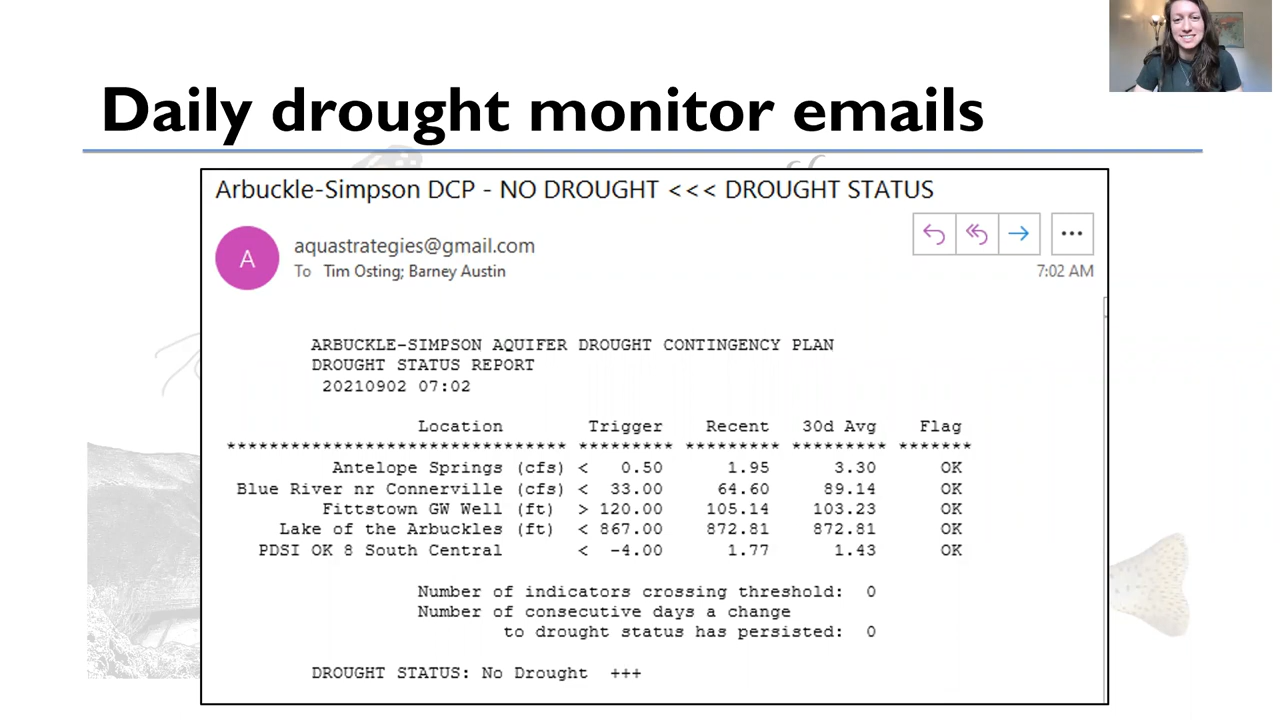 Daily drought monitor emails
Arbuckle-Simpson DCP - NO DROUGHT <<< DROUGHT STATUS
A
aquastrategies@gmail.com
To Tim Osting; Barney Austin
7:02 AM
ARBUCKLE-SIMPSON AQUIFER DROUGHT CONTINGENCY PLAN
DROUGHT STATUS REPORT
20210902 07:02
Location Trigger Recent 30d Avg Flag
******************************** ********* ********* ********* *******
Antelope Springs (cfs) < 0.50 1.95 3.30 OK
Blue River nr Connerville (cfs) < 33.00 64.60 89.14 OK
Fittstown GW Well (ft) > 120.00 105.14 103.23 OK
Lake of the Arbuckles (ft) < 867.00 872.81 872.81 OK
PDSI OK 8 South Central < -4.00 1.77 1.43 OK
Number of indicators crossing threshold: 0
Number of consecutive days a change
to drought status has persisted: 0
DROUGHT STATUS: No Drought +++